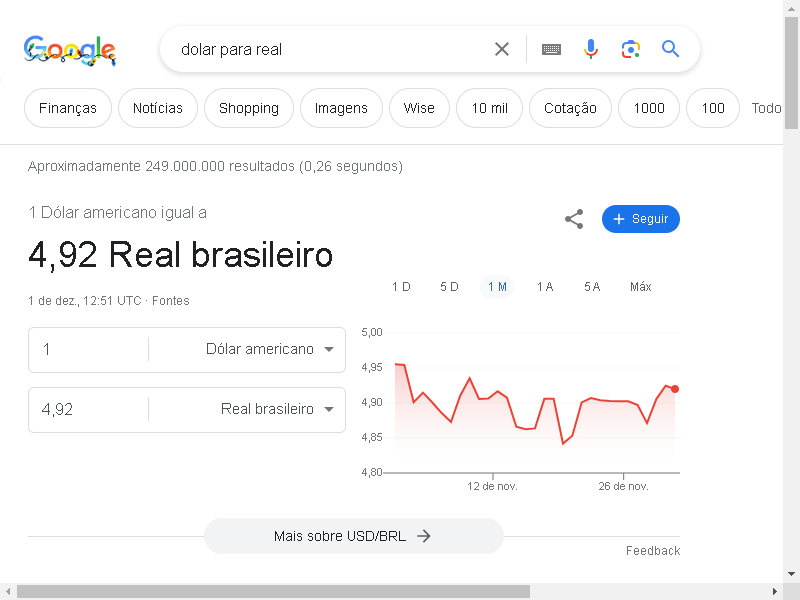 Google
dolar para real
Finanças Notícias Shopping Imagens Wise 10 mil Cotação 1000 100 Todo
Aproximadamente 249.000.000 resultados (0,26 segundos)
1 Dólar americano igual a
4,92 Real brasileiro
1 de dez., 12:51 UTC · Fontes
Seguir
1 Dólar americano
4,92 Real brasileiro
1 D 5 D 1 M 1 A 5 A Máx
5,00
4,95
4,90
4,85
4,80
12 de nov. 26 de nov.
Mais sobre USD/BRL
Feedback